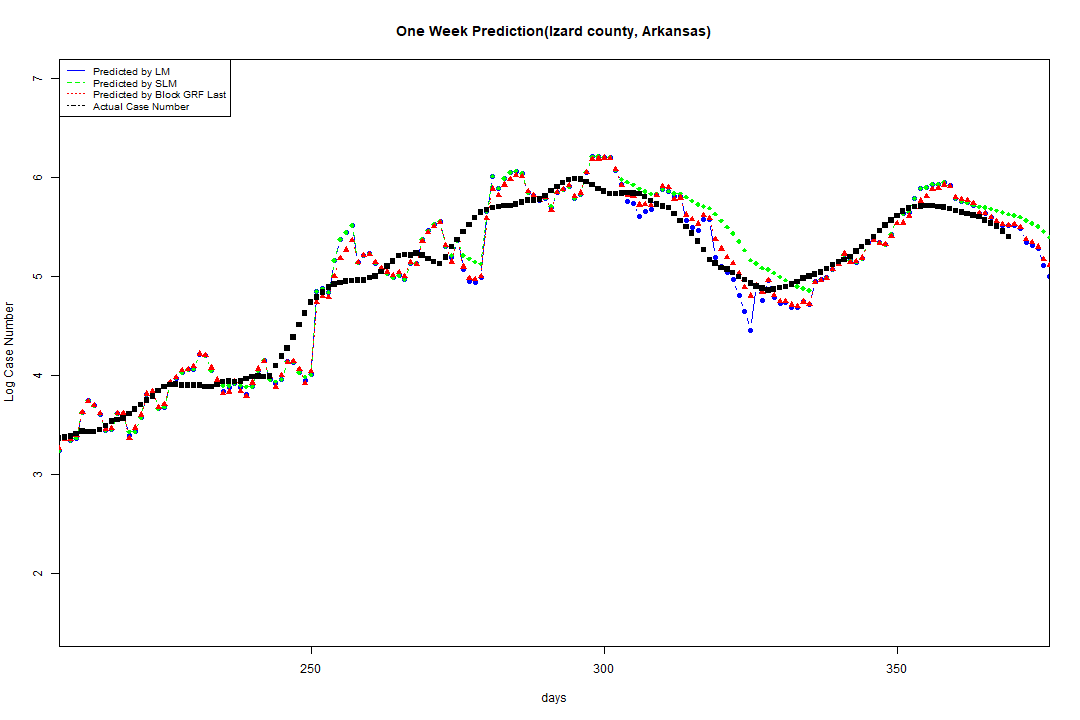 One Week Prediction(Izard county, Arkansas)
Predicted by LM
Predicted by SLM
Predicted by Block GRF Last
Actual Case Number
7
6
5
4
3
2
Log Case Number
250
300
350
days